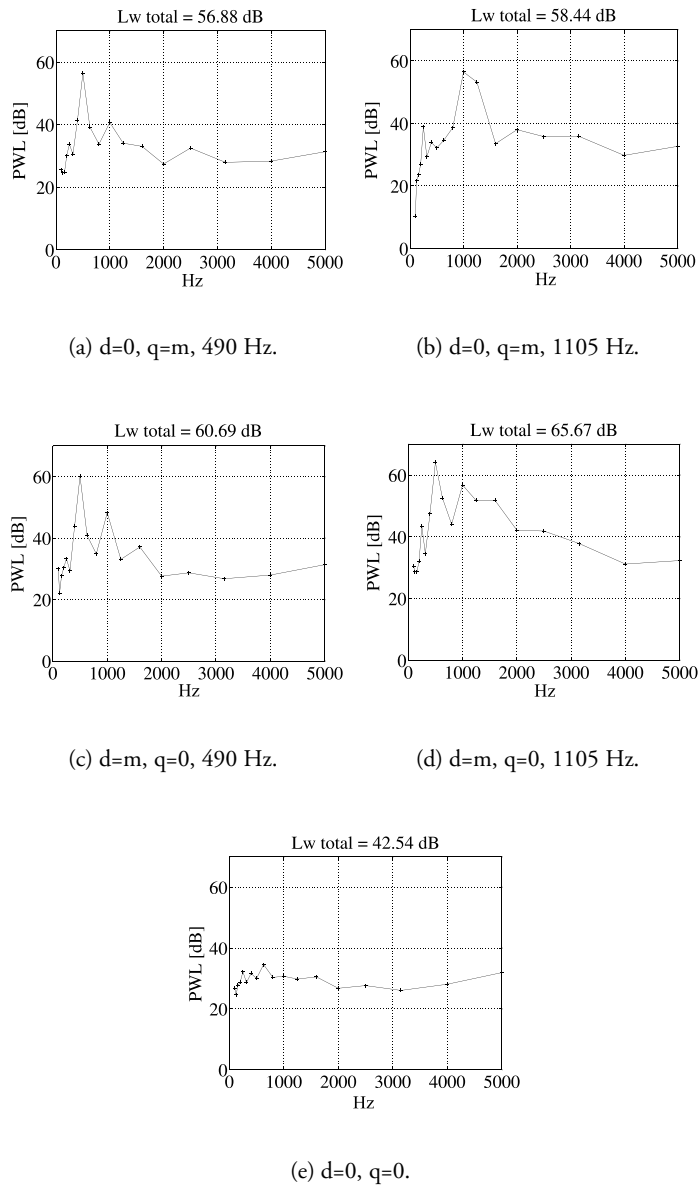 Lw total = 56.88 dB
60
40
20
0
PWL [dB]
0 1000 2000 3000 4000 5000
Hz
(a) d=0, q=m, 490 Hz.
Lw total = 58.44 dB
60
40
20
0
PWL [dB]
0 1000 2000 3000 4000 5000
Hz
(b) d=0, q=m, 1105 Hz.
Lw total = 60.69 dB
60
40
20
0
PWL [dB]
0 1000 2000 3000 4000 5000
Hz
(c) d=m, q=0, 490 Hz.
Lw total = 65.67 dB
60
40
20
0
PWL [dB]
0 1000 2000 3000 4000 5000
Hz
(d) d=m, q=0, 1105 Hz.
Lw total = 42.54 dB
60
40
20
0
PWL [dB]
0 1000 2000 3000 4000 5000
Hz
(e) d=0, q=0.